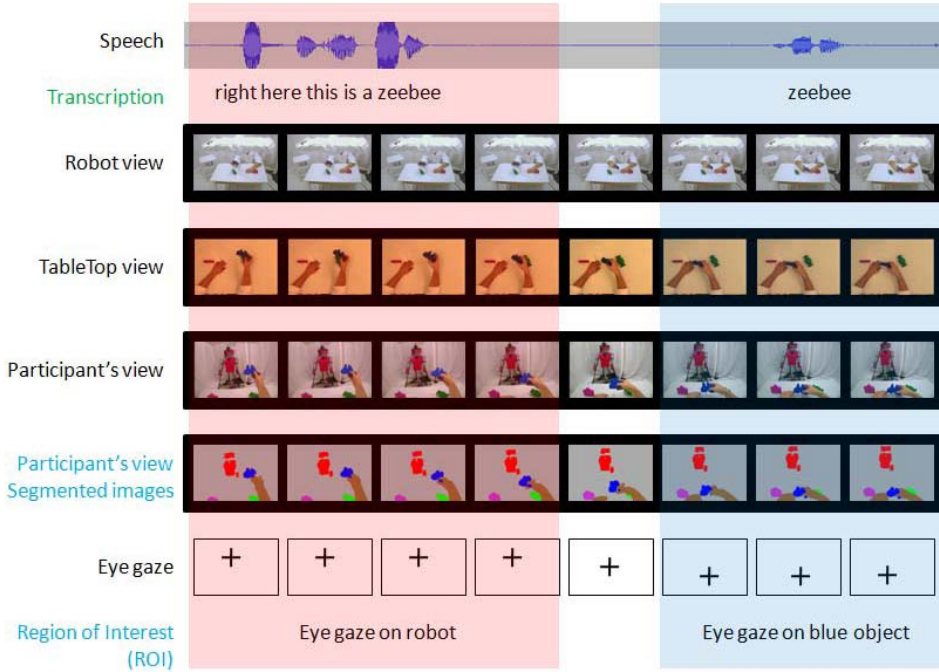 Speech
Transcription
right here this is a zeebee
zeebee
Robot view
TableTop view
Participant's view
Participant's view
Segmented images
Eye gaze
Region of Interest
(ROI)
Eye gaze on robot
Eye gaze on blue object